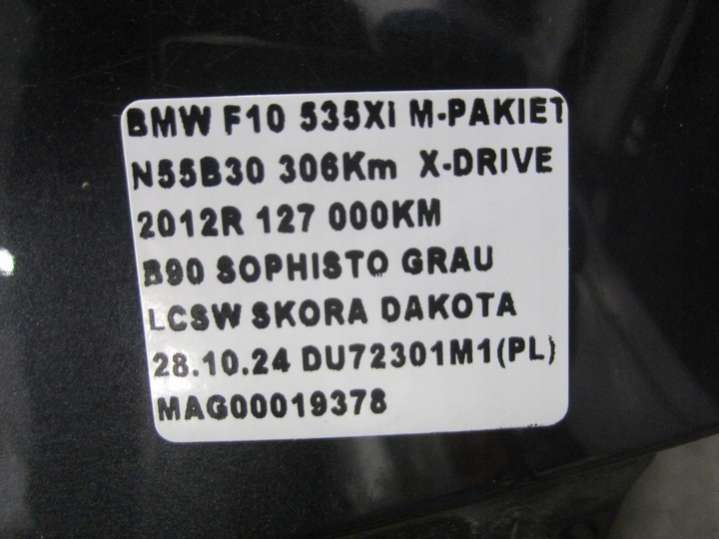 BMW F10 535XI M-PAKIET
N55B30 306Km X-DRIVE
2012R 127 000KM
B90 SOPHISTO GRAU
LCSW SKORA DAKOTA
28.10.24 DU72301M1(PL)
MAG00019378